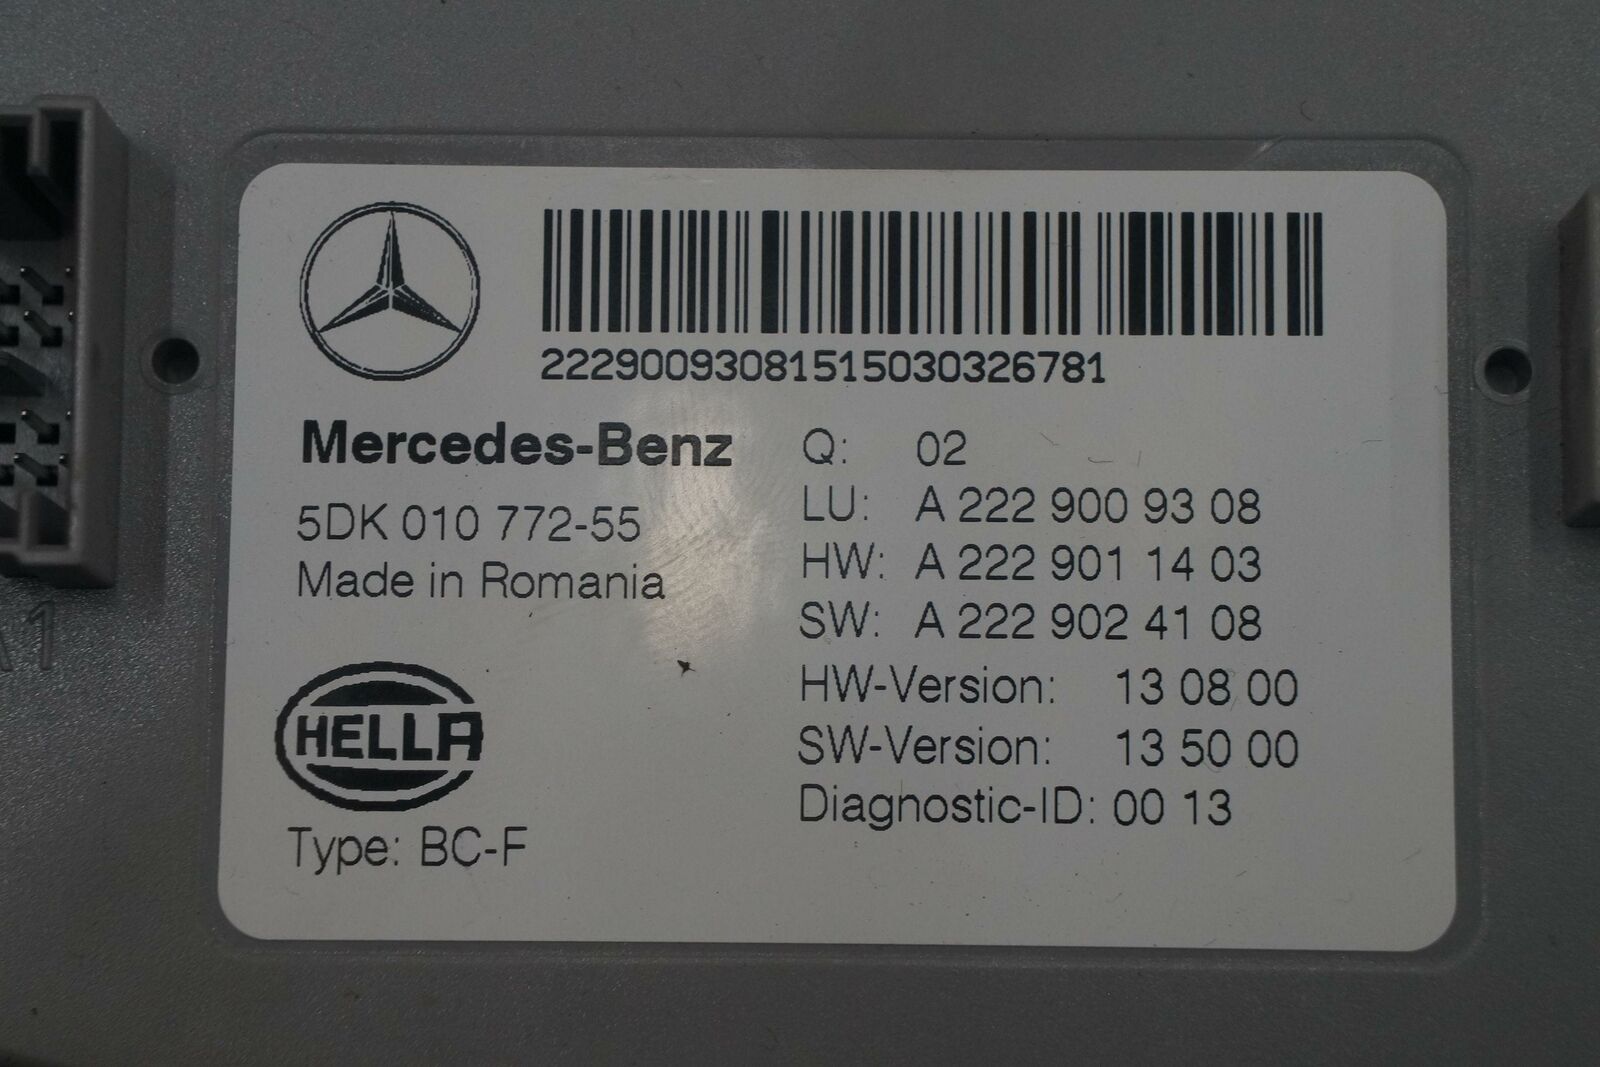 2229009308151503032​6781
Mercedes-Benz
5DK 010 772-55
Made in Romania
HELLA
Type: BC-F
Q: 02
LU: A 222 900 93 08
HW: A 222 901 14 03
SW: A 222 902 41 08
HW-Version: 13 08 00
SW-Version: 13 50 00
Diagnostic-ID: 00 13